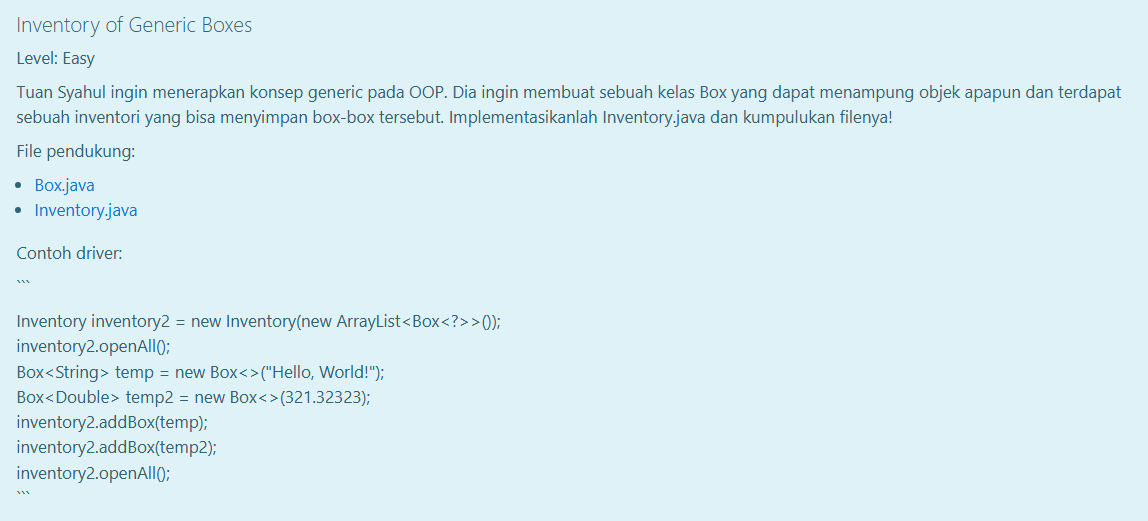 Inventory of Generic Boxes
Level: Easy
Tuan Syahul ingin menerapkan konsep generic pada OOP. Dia ingin membuat sebuah kelas Box yang dapat menampung objek apapun dan terdapat
sebuah inventori yang bisa menyimpan box-box tersebut. Implementasikanlah Inventory.java dan kumpulukan filenya!
File pendukung:
• Box.java
• Inventory.java
Contoh driver:
```
Inventory inventory2 = new Inventory(new ArrayList<Box<?>>());
inventory2.openAll();
Box<String> temp = new Box<>("Hello, World!");
Box<Double> temp2 = new Box<>(321.32323);
inventory2.addBox(temp);
inventory2.addBox(temp2);
inventory2.openAll();
```